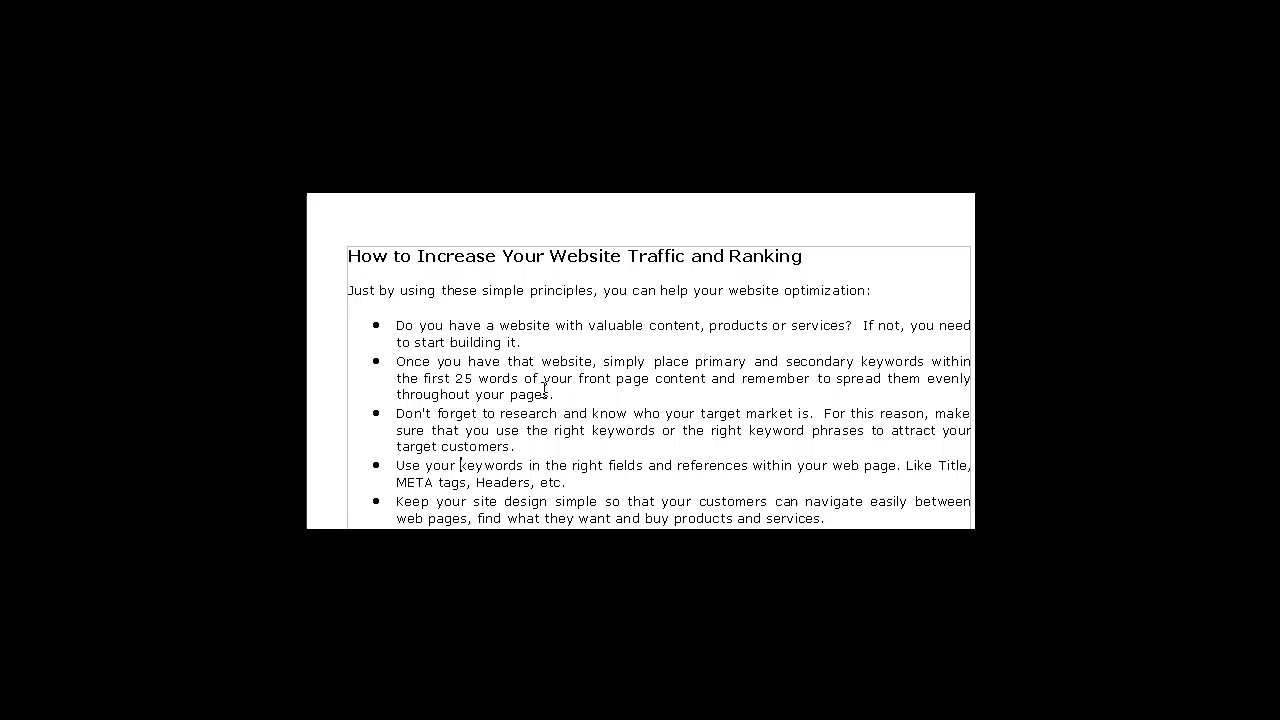 How to Increase Your Website Traffic and Ranking
Just by using these simple principles, you can help your website optimization:
• Do you have a website with valuable content, products or services?  If not, you need
to start building it.
• Once you have that website, simply place primary and secondary keywords within
the first 25 words of your front page content and remember to spread them evenly
throughout your pages.
• Don't forget to research and know who your target market is.  For this reason, make
sure that you use the right keywords or the right keyword phrases to attract your
target customers.
• Use your keywords in the right fields and references within your web page. Like Title,
META tags, Headers, etc.
• Keep your site design simple so that your customers can navigate easily between
web pages, find what they want and buy products and services.